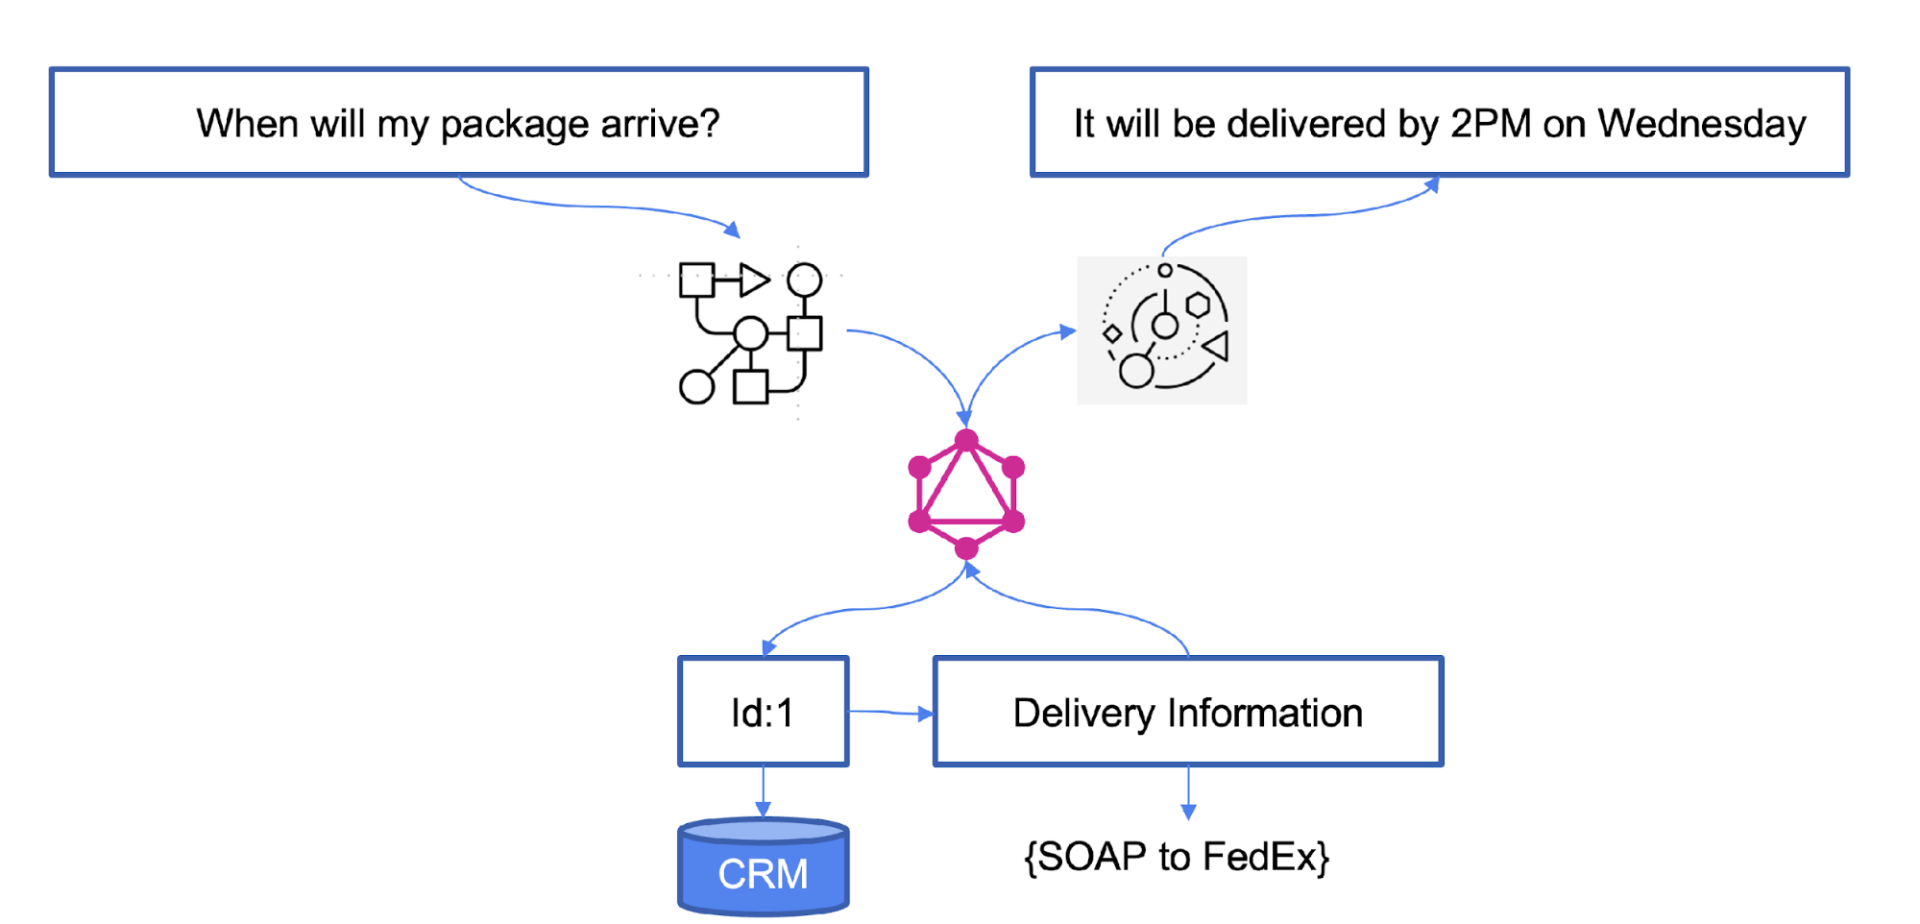 When will my package arrive?
It will be delivered by 2PM on Wednesday
Id:1
Delivery Information
CRM
{SOAP to FedEx}